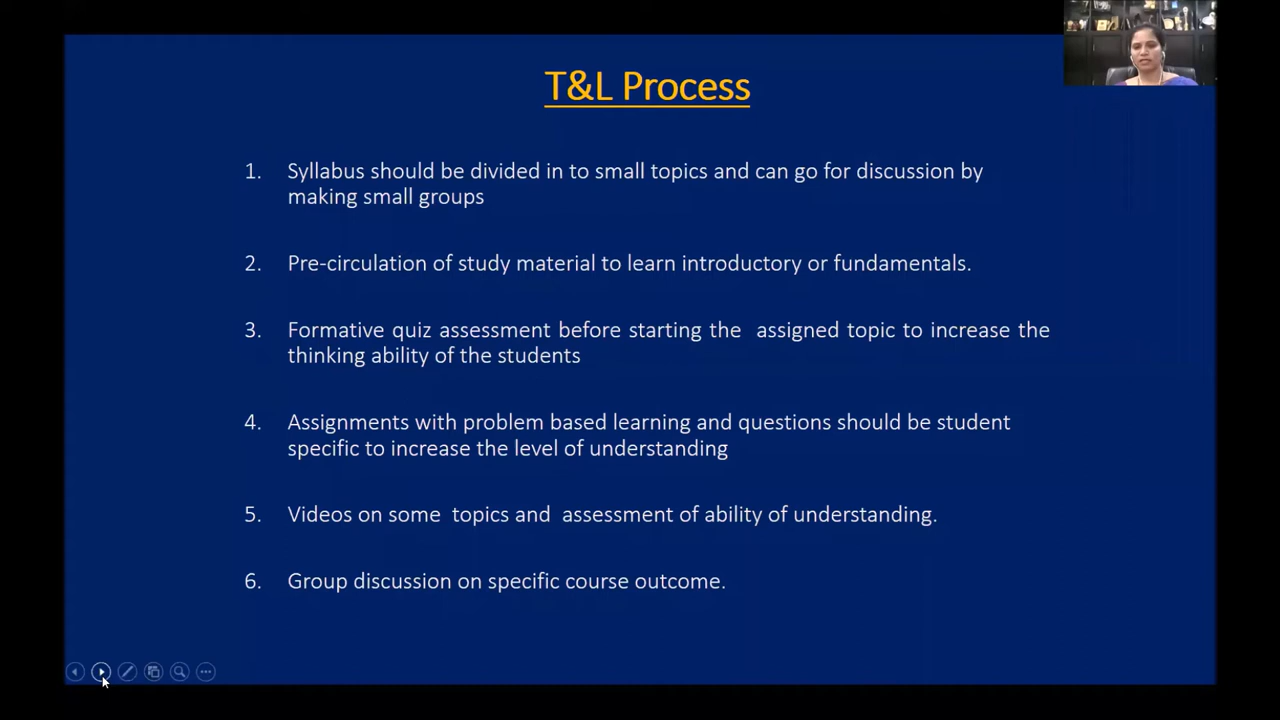 T&L Process
1. Syllabus should be divided in to small topics and can go for discussion by
making small groups
2. Pre-circulation of study material to learn introductory or fundamentals.
3. Formative quiz assessment before starting the assigned topic to increase the
thinking ability of the students
4. Assignments with problem based learning and questions should be student
specific to increase the level of understanding
5. Videos on some topics and assessment of ability of understanding.
6. Group discussion on specific course outcome.